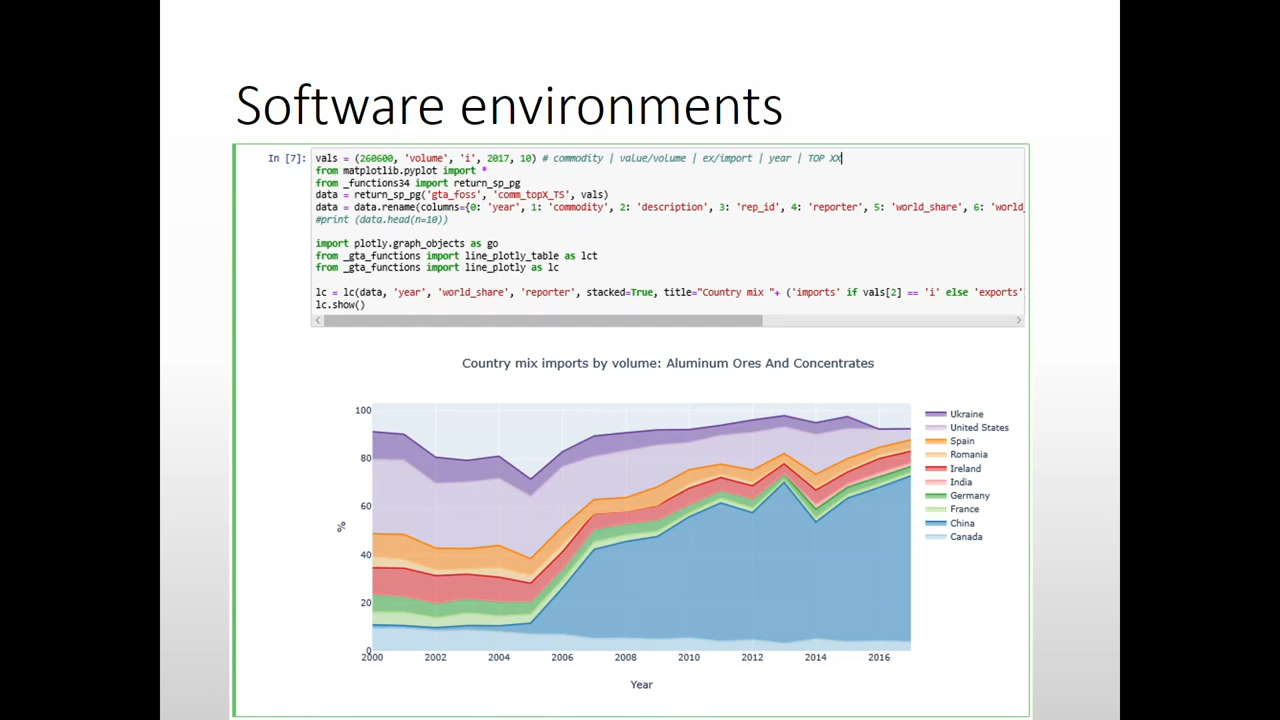 Software environments
In [7]: vals = (260600, 'volume', 'i', 2017, 10) # commodity | value/volume | ex/import | year | TOP XX
from matplotlib.pyplot import *
from _functions34 import return_sp_pg
data = return_sp_pg('gta_foss', 'comm_topX_TS', vals)
data = data.rename(columns={0: 'year', 1: 'commodity', 2: 'description', 3: 'rep_id', 4: 'reporter', 5: 'world_share', 6: 'world_
#print (data.head(n=10))
import plotly.graph_objects as go
from _gta_functions import line_plotly_table as lct
from _gta_functions import line_plotly as lc
lc = lc(data, 'year', 'world_share', 'reporter', stacked=True, title="Country mix "+ ('imports' if vals[2] == 'i' else 'exports'
lc.show()
Country mix imports by volume: Aluminum Ores And Concentrates
100
80
60
40
20
0
%
2000 2002 2004 2006 2008 2010 2012 2014 2016
Year
Ukraine
United States
Spain
Romania
Ireland
India
Germany
France
China
Canada